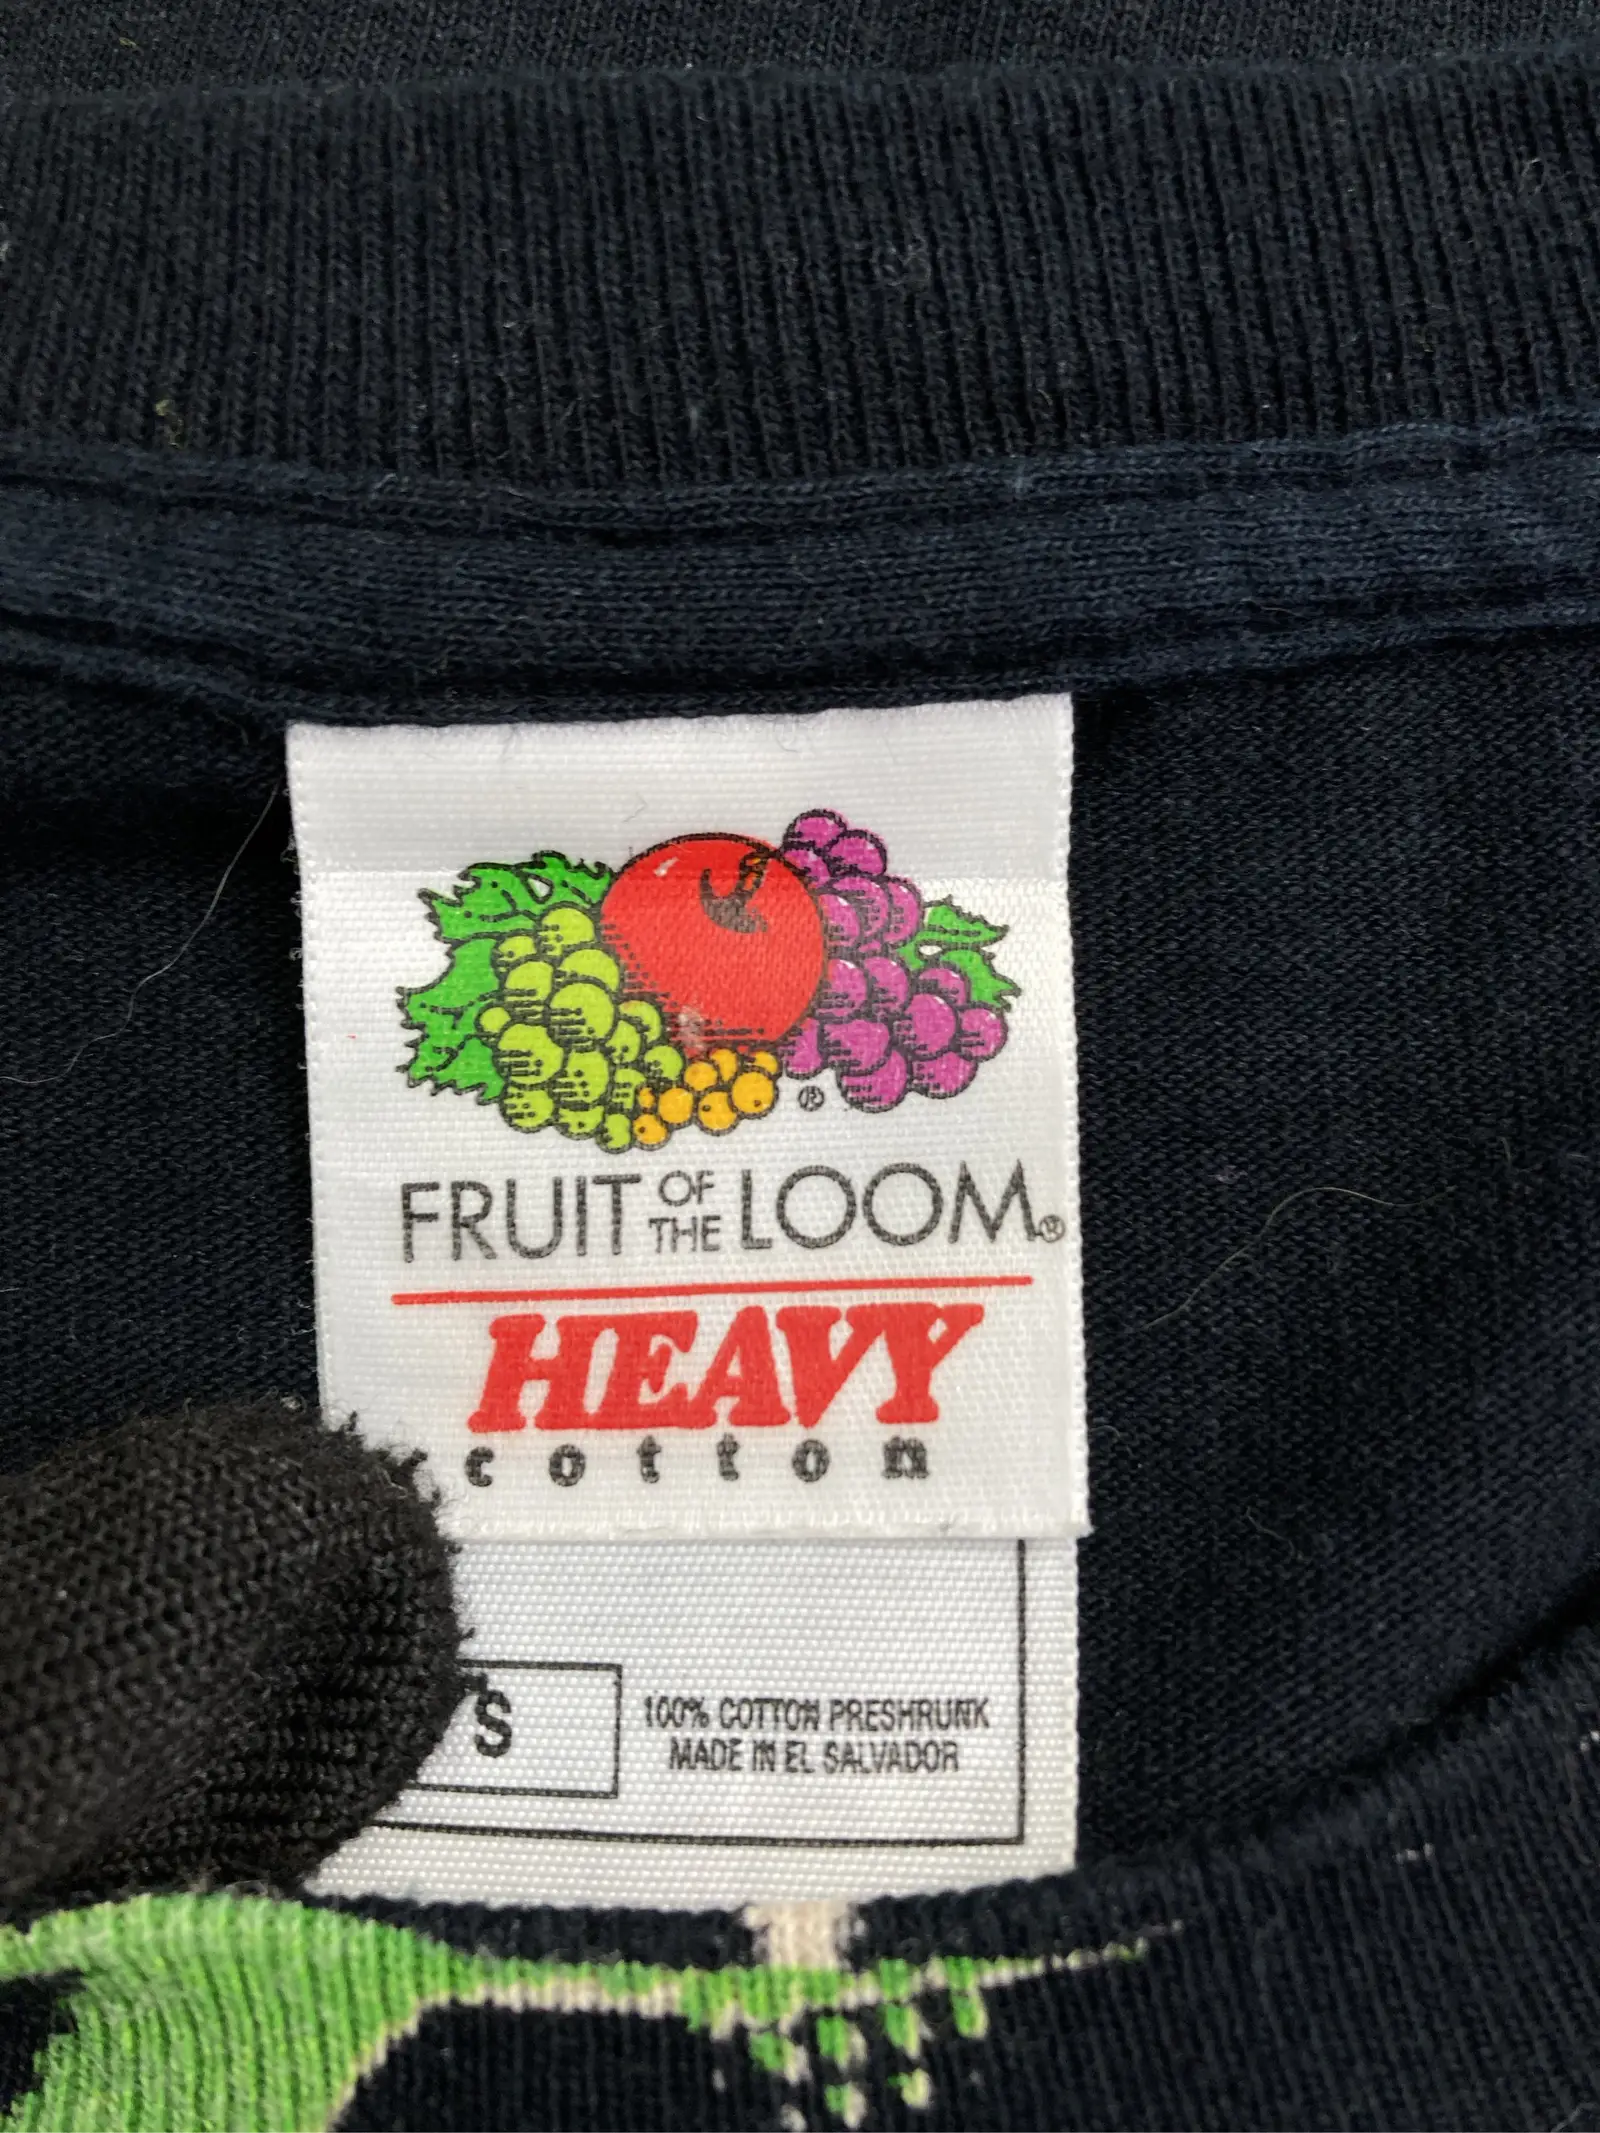 ®
FRUIT OF THE LOOM®
HEAVY
cotton
S
100% COTTON PRESHRUNK
MADE IN EL SALVADOR